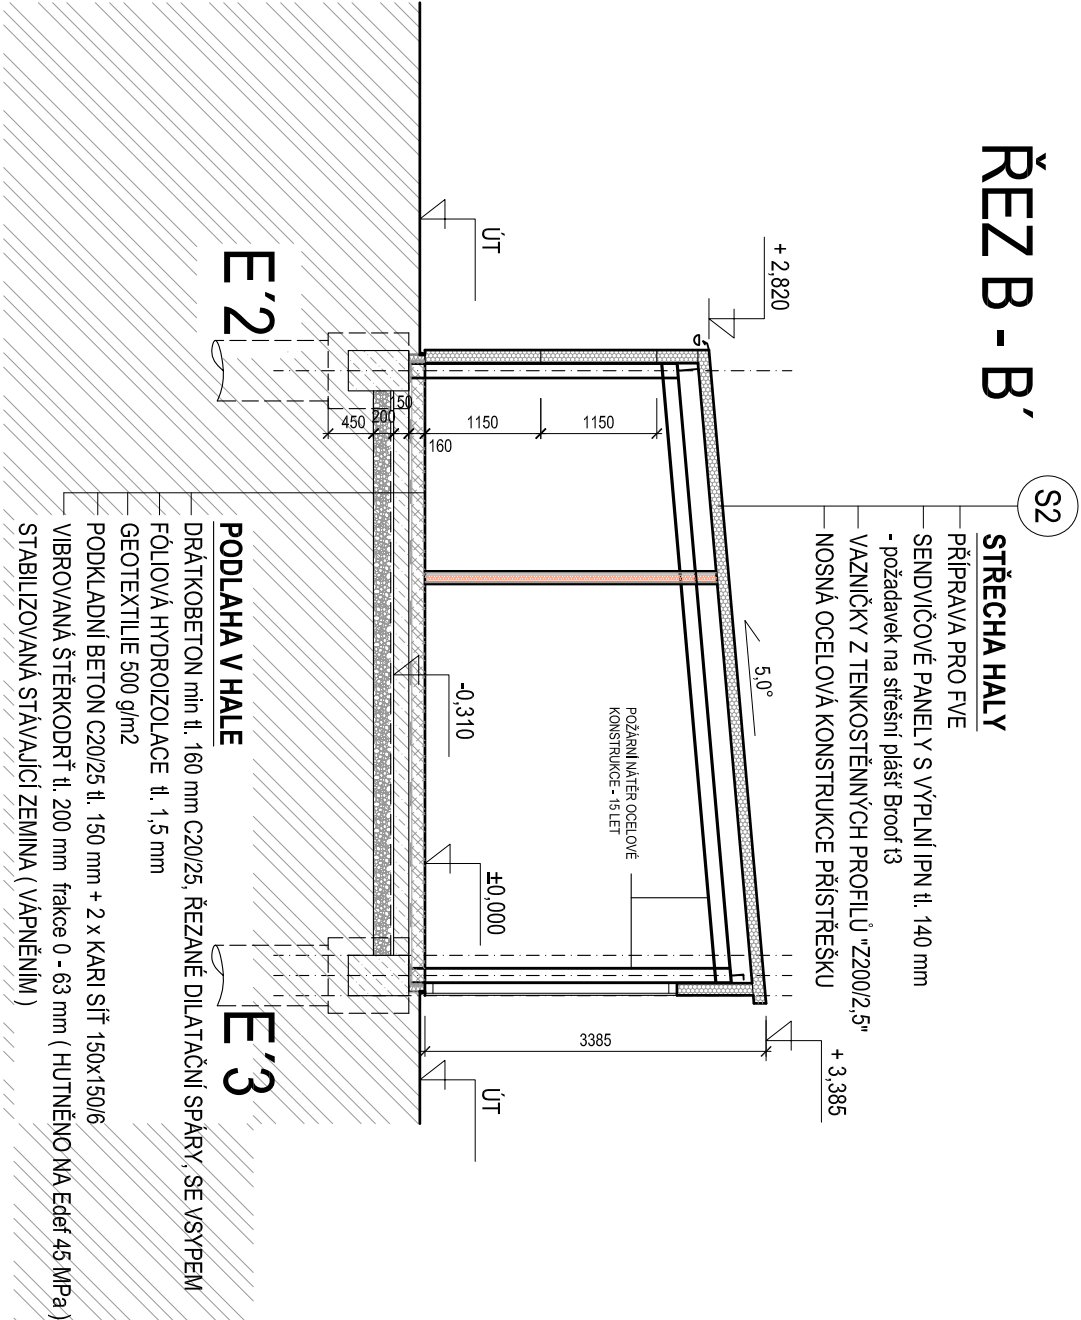 ŘEZ B - B´
S2
STŘECHA HALY
PŘÍPRAVA PRO FVE
SENDVIČOVÉ PANELY S VÝPLNÍ IPN tl. 140 mm
- požadavek na střešní plášť Broof t3
VAZNIČKY Z TENKOSTĚNNÝCH PROFILŮ "Z200/2,5"
NOSNÁ OCELOVÁ KONSTRUKCE PŘÍSTŘEŠKU
+ 2,820
+ 3,385
5,0°
POŽÁRNÍ NÁTĚR OCELOVÉ
KONSTRUKCE - 15 LET
3385
ÚT
-0,310
±0,000
ÚT
1150
1150
160
150
200
450
E´2
E´3
PODLAHA V HALE
DRÁTKOBETON min tl. 160 mm C20/25, ŘEZANÉ DILATAČNÍ SPÁRY, SE VSYPEM
FÓLIOVÁ HYDROIZOLACE tl. 1,5 mm
GEOTEXTILIE 500 g/m2
PODKLADNÍ BETON C20/25 tl. 150 mm + 2 x KARI SÍŤ 150x150/6
VIBROVANÁ ŠTĚRKODRŤ tl. 200 mm frakce 0 - 63 mm ( HUTNĚNO NA Edef 45 MPa )
STABILIZOVANÁ STÁVAJÍCÍ ZEMINA ( VÁPNĚNÍM )